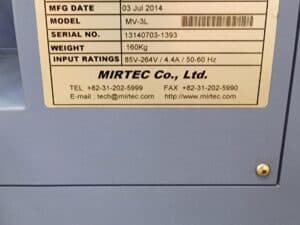 MFG DATE 03 Jul 2014
MODEL MV-3L
SERIAL NO. 13140703-1393
WEIGHT 160Kg
INPUT RATINGS 85V-264V / 4.4A / 50-60 Hz
MIRTEC Co., Ltd.
TEL +82-31-202-5999 FAX +82-31-202-5990
E-mail : tech@mirtec.com http://www.mirtec.com